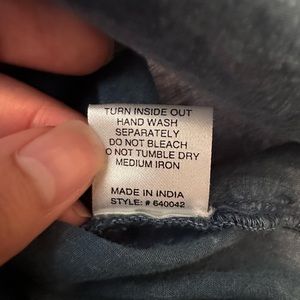 TURN INSIDE OUT
HAND WASH
SEPARATELY
DO NOT BLEACH
O NOT TUMBLE DRY
MEDIUM IRON
MADE IN INDIA
STYLE: # 640042